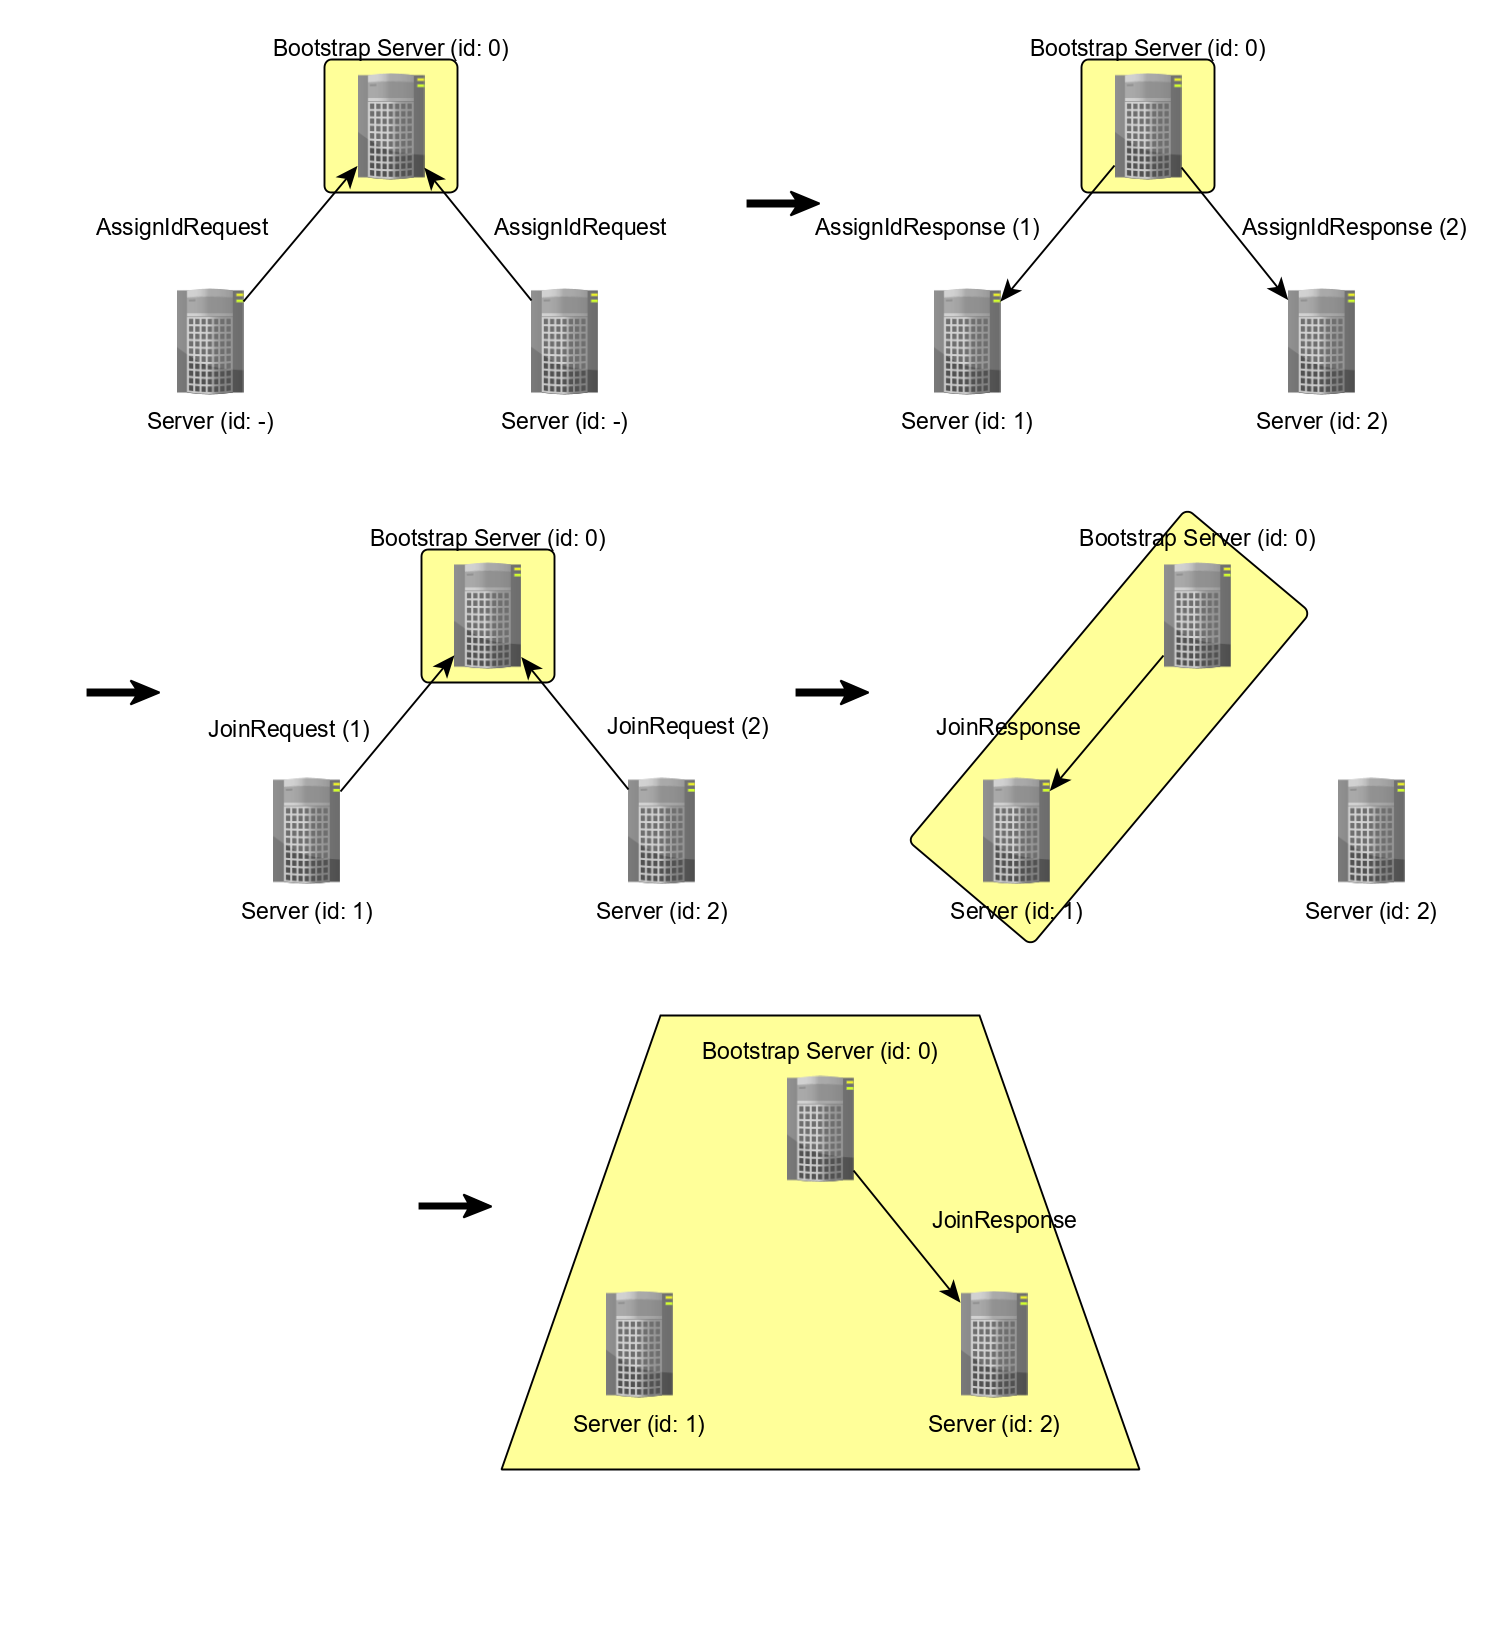 Bootstrap Server (id: 0)
AssignIdRequest
AssignIdRequest
Server (id: -)
Server (id: -)
Bootstrap Server (id: 0)
AssignIdResponse (1)
AssignIdResponse (2)
Server (id: 1)
Server (id: 2)
Bootstrap Server (id: 0)
JoinRequest (1)
JoinRequest (2)
Server (id: 1)
Server (id: 2)
Bootstrap Server (id: 0)
JoinResponse
Server (id: 1)
Server (id: 2)
Bootstrap Server (id: 0)
JoinResponse
Server (id: 1)
Server (id: 2)